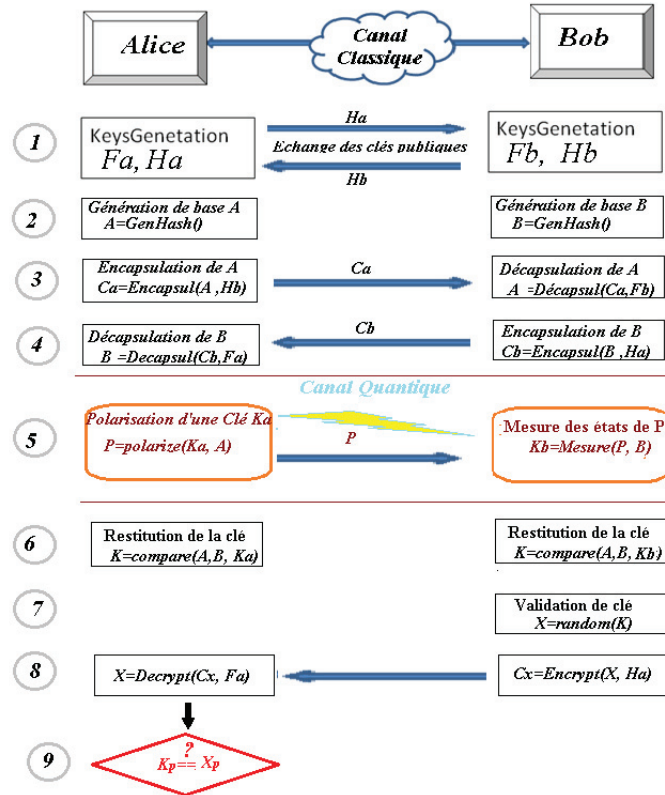 Alice
Canal
Classique
Bob
1
KeysGenetation
Fa, Ha
Ha
Echange des clés publiques
Hb
KeysGenetation
Fb, Hb
2
Génération de base A
A=GenHash()
Génération de base B
B=GenHash()
3
Encapsulation de A
Ca=Encapsul(A ,Hb)
Ca
Décapsulation de A
A =Décapsul(Ca,Fb)
4
Décapsulation de B
B =Decapsul(Cb,Fa)
Cb
Encapsulation de B
Cb=Encapsul(B ,Ha)
Canal Quantique
5
Polarisation d'une Clé Ka
P=polarize(Ka, A)
P
Mesure des états de P
Kb=Mesure(P, B)
6
Restitution de la clé
K=compare(A,B, Ka)
Restitution de la clé
K=compare(A,B, Kb)
7
Validation de clé
X=random(K)
8
X=Decrypt(Cx, Fa)
Cx=Encrypt(X, Ha)
9
?
Kp== Xp